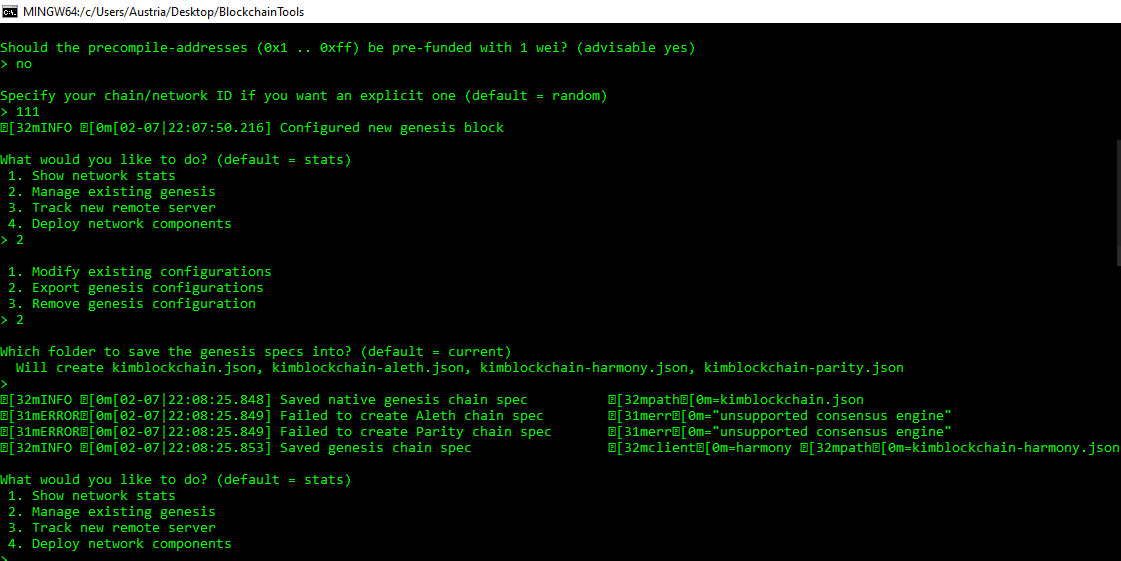 MINGW64:/c/Users/Austria/Desktop/BlockchainTools
Should the precompile-addresses (0x1 .. 0xff) be pre-funded with 1 wei? (advisable yes)
> no
Specify your chain/network ID if you want an explicit one (default = random)
> 111
[32mINFO [0m[02-07|22:07:50.216] Configured new genesis block
What would you like to do? (default = stats)
1. Show network stats
2. Manage existing genesis
3. Track new remote server
4. Deploy network components
> 2
1. Modify existing configurations
2. Export genesis configurations
3. Remove genesis configuration
> 2
Which folder to save the genesis specs into? (default = current)
Will create kimblockchain.json, kimblockchain-aleth.json, kimblockchain-harmony.json, kimblockchain-parity.json
>
[32mINFO [0m[02-07|22:08:25.848] Saved native genesis chain spec [32mpath[0m=kimblockchain.json
[31mERROR[0m[02-07|22:08:25.849] Failed to create Aleth chain spec [31merr[0m="unsupported consensus engine"
[31mERROR[0m[02-07|22:08:25.849] Failed to create Parity chain spec [31merr[0m="unsupported consensus engine"
[32mINFO [0m[02-07|22:08:25.853] Saved genesis chain spec [32mclient[0m=harmony [32mpath[0m=kimblockchain-harmony.json
What would you like to do? (default = stats)
1. Show network stats
2. Manage existing genesis
3. Track new remote server
4. Deploy network components
>